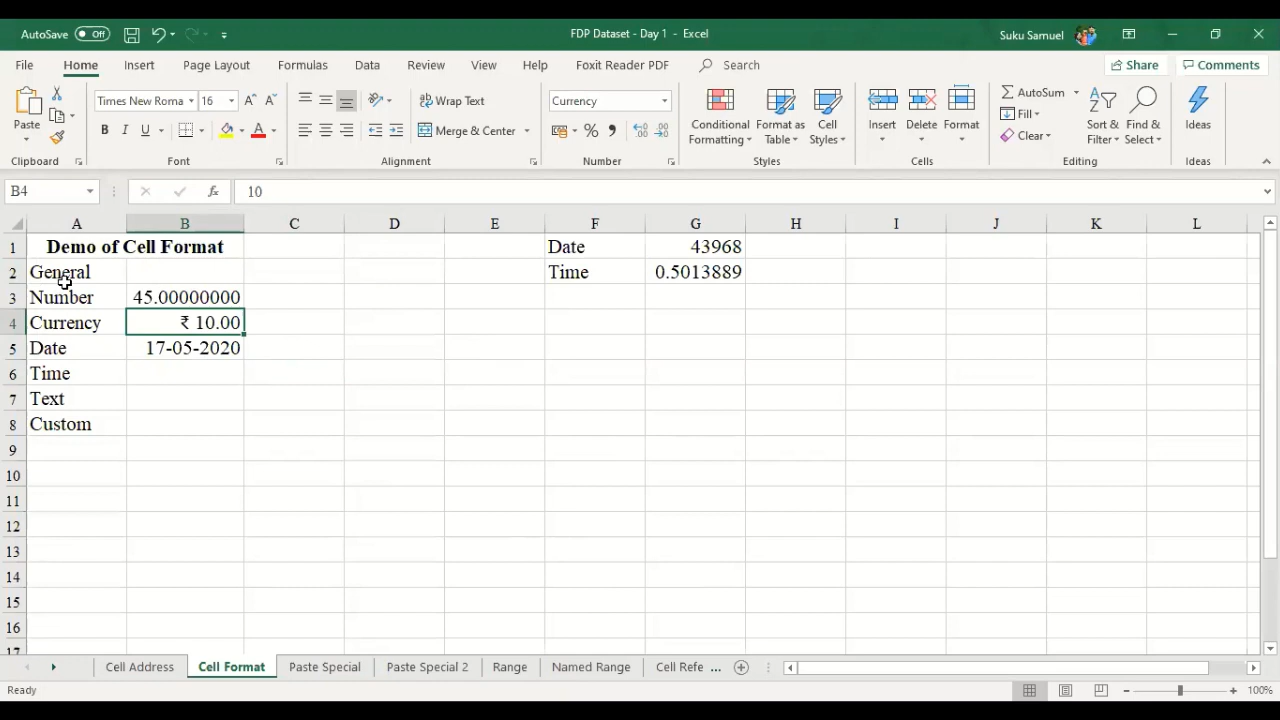 AutoSave Off FDP Dataset - Day 1 - Excel Suku Samuel
File Home Insert Page Layout Formulas Data Review View Help Foxit Reader PDF Search Share Comments
Times New Roma 16 Wrap Text Currency AutoSum
Paste Conditional Format as Cell Insert Delete Format Fill Sort & Find & Ideas
B I U A Merge & Center % , Formatting Table Styles Clear Filter Select
Clipboard Font Alignment Number Styles Cells Editing Ideas
B4 fx 10
A B C D E F G H I J K L
1 Demo of Cell Format Date 43968
2 General Time 0.5013889
3 Number 45.00000000
4 Currency ₹ 10.00
5 Date 17-05-2020
6 Time
7 Text
8 Custom
9
10
11
12
13
14
15
16
17
Cell Address Cell Format Paste Special Paste Special 2 Range Named Range Cell Refe ...
Ready 100%